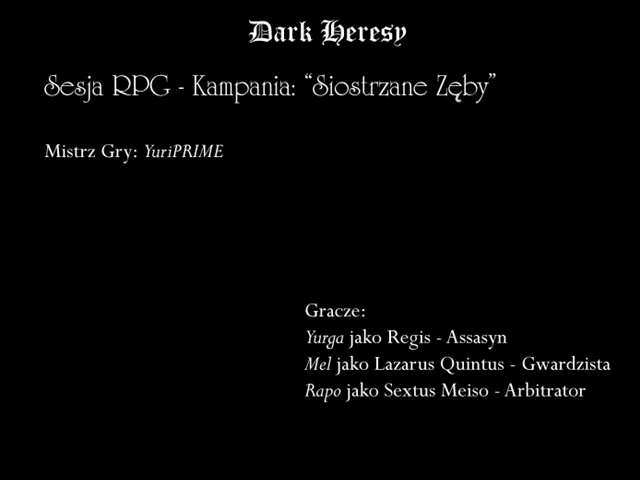 Dark Heresy
Sesja RPG - Kampania: “Siostrzane Zęby”
Mistrz Gry: YuriPRIME
Gracze:
Yurga jako Regis - Assasyn
Mel jako Lazarus Quintus - Gwardzista
Rapo jako Sextus Meiso - Arbitrator